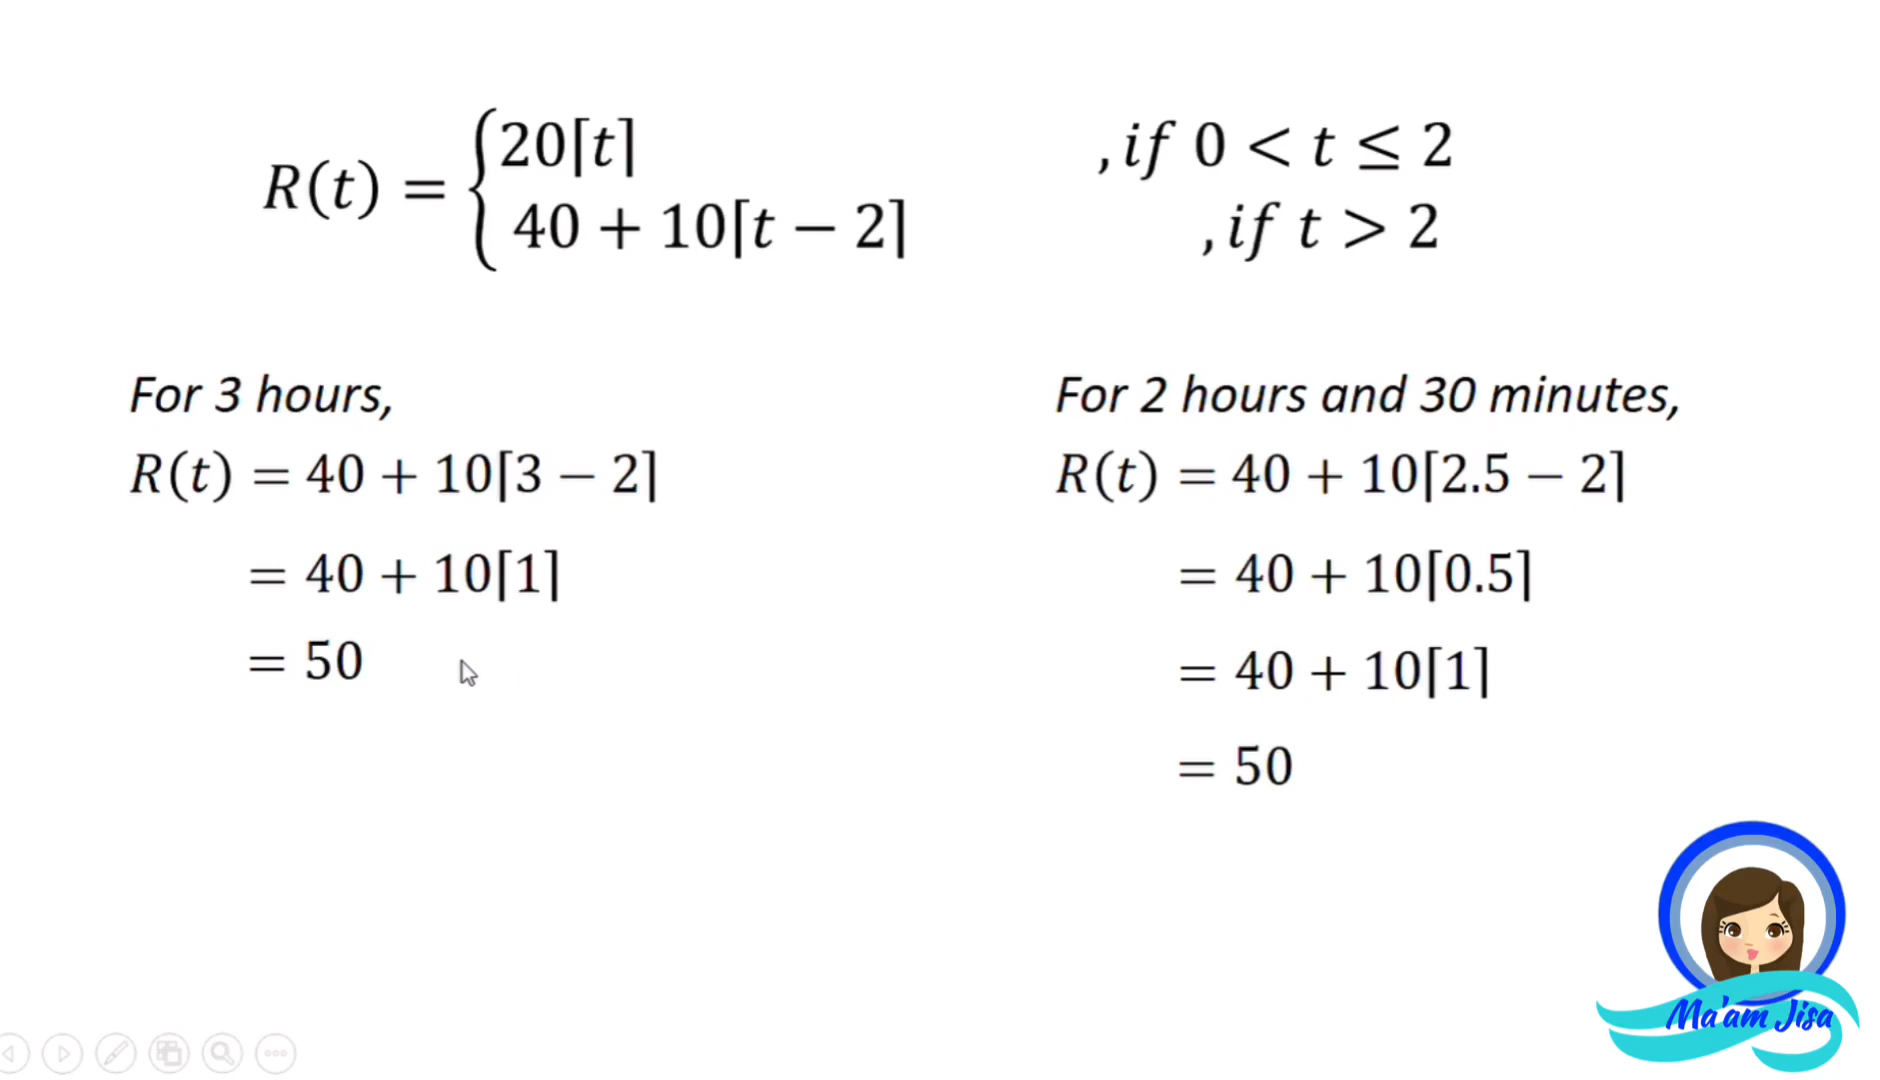 R(t) = { 20⌈t⌉ , if 0 < t ≤ 2
40 + 10⌈t − 2⌉ , if t > 2
For 3 hours,
R(t) = 40 + 10⌈3 − 2⌉
= 40 + 10⌈1⌉
= 50
For 2 hours and 30 minutes,
R(t) = 40 + 10⌈2.5 − 2⌉
= 40 + 10⌈0.5⌉
= 40 + 10⌈1⌉
= 50
Ma'am Jisa